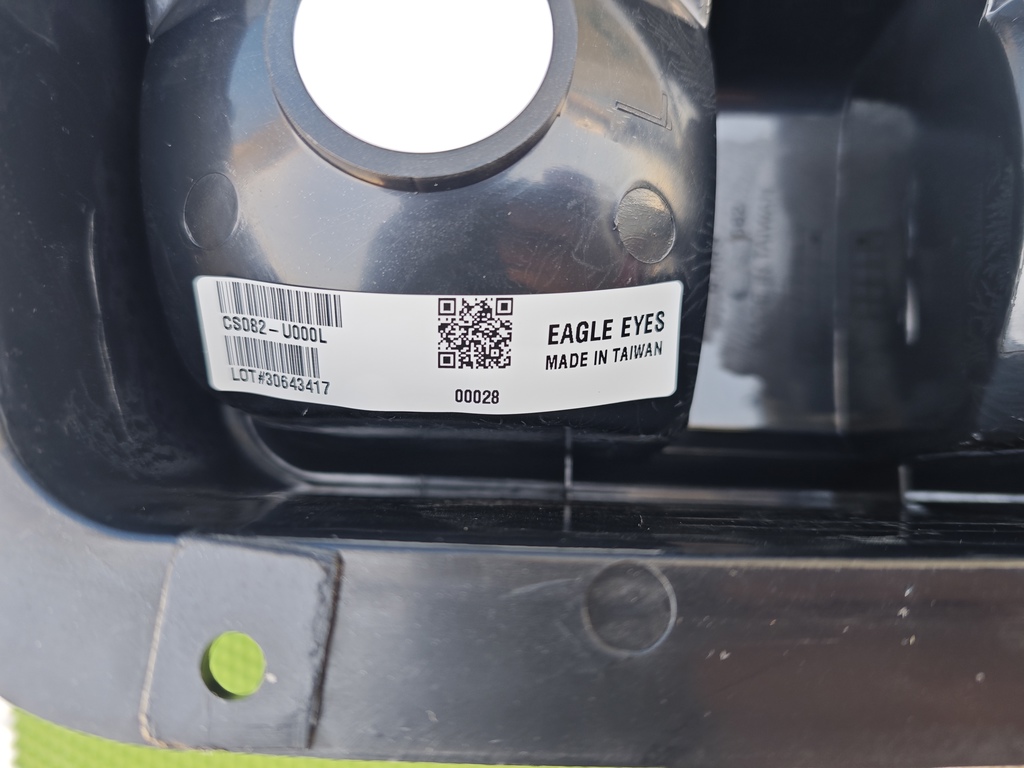 L
CS082-U000L
LOT#30643417
00028
EAGLE EYES
MADE IN TAIWAN